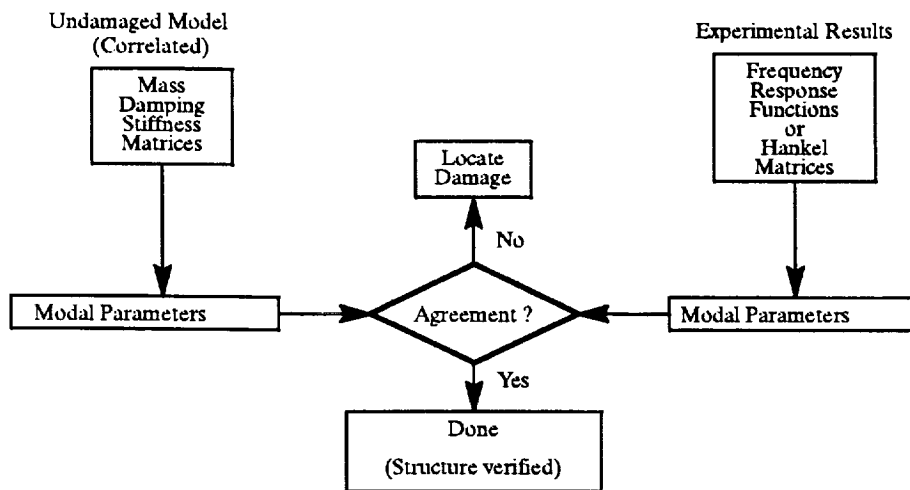 Undamaged Model
(Correlated)
Mass
Damping
Stiffness
Matrices
Modal Parameters
Experimental Results
Frequency
Response
Functions
or
Hankel
Matrices
Modal Parameters
Locate
Damage
No
Agreement ?
Yes
Done
(Structure verified)